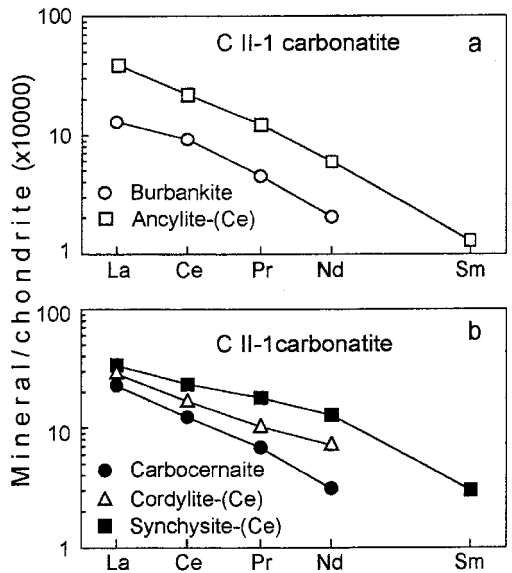 Mineral/chondrite (x10000)
100
C II-1 carbonatite
a
10
Burbankite
Ancylite-(Ce)
1
La Ce Pr Nd Sm
100
C II-1carbonatite
b
10
Carbocernaite
Cordylite-(Ce)
Synchysite-(Ce)
1
La Ce Pr Nd Sm